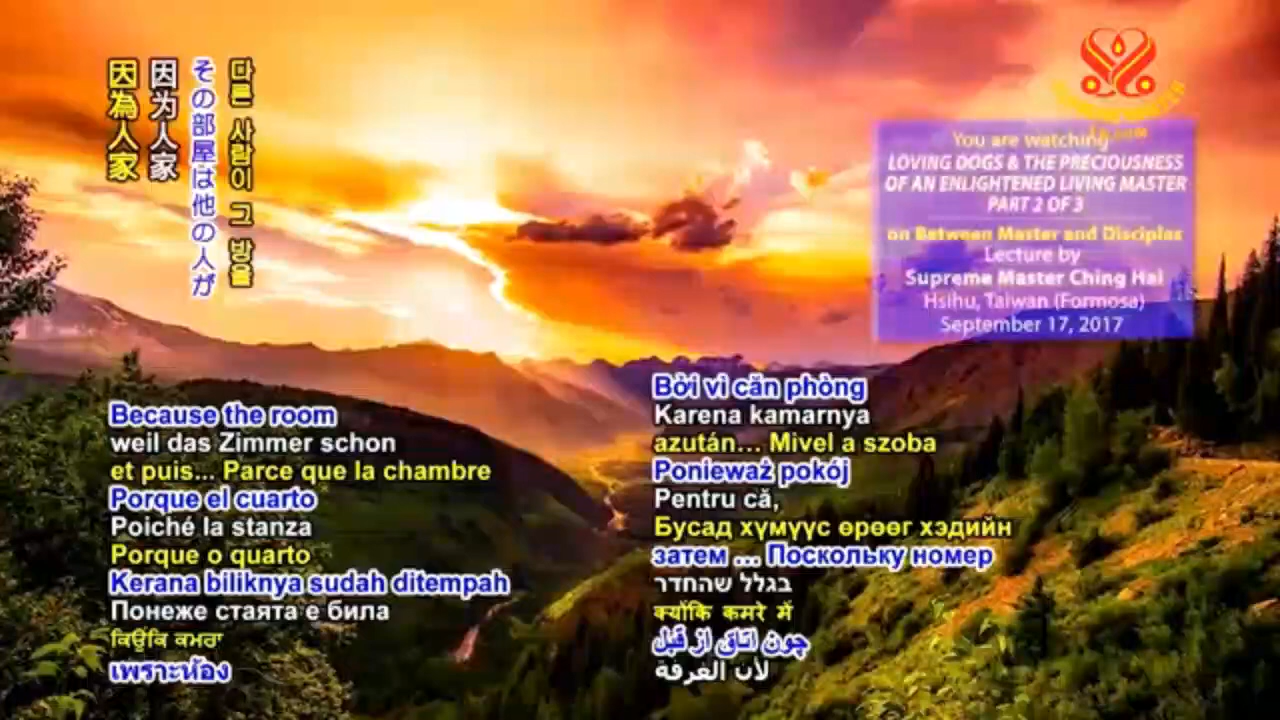 因為人家
因为人家
その部屋は他の人が
다른 사람이 그 방을
You are watching
LOVING DOGS & THE PRECIOUSNESS
OF AN ENLIGHTENED LIVING MASTER
PART 2 OF 3
on Between Master and Disciples
Lecture by
Supreme Master Ching Hai
Hsihu, Taiwan (Formosa)
September 17, 2017
Because the room
weil das Zimmer schon
et puis... Parce que la chambre
Porque el cuarto
Poiché la stanza
Porque o quarto
Kerana biliknya sudah ditempah
Понеже стаята е била
ਕਿਉਂਕਿ ਕਮਰਾ
เพราะห้อง
Bởi vì căn phòng
Karena kamarnya
azután... Mivel a szoba
Ponieważ pokój
Pentru că,
Бусад хүмүүс өрөөг хэдийн
затем ... Поскольку номер
בגלל שהחדר
क्योंकि कमरे में
چون اتاق از قبل
لأن الغرفة